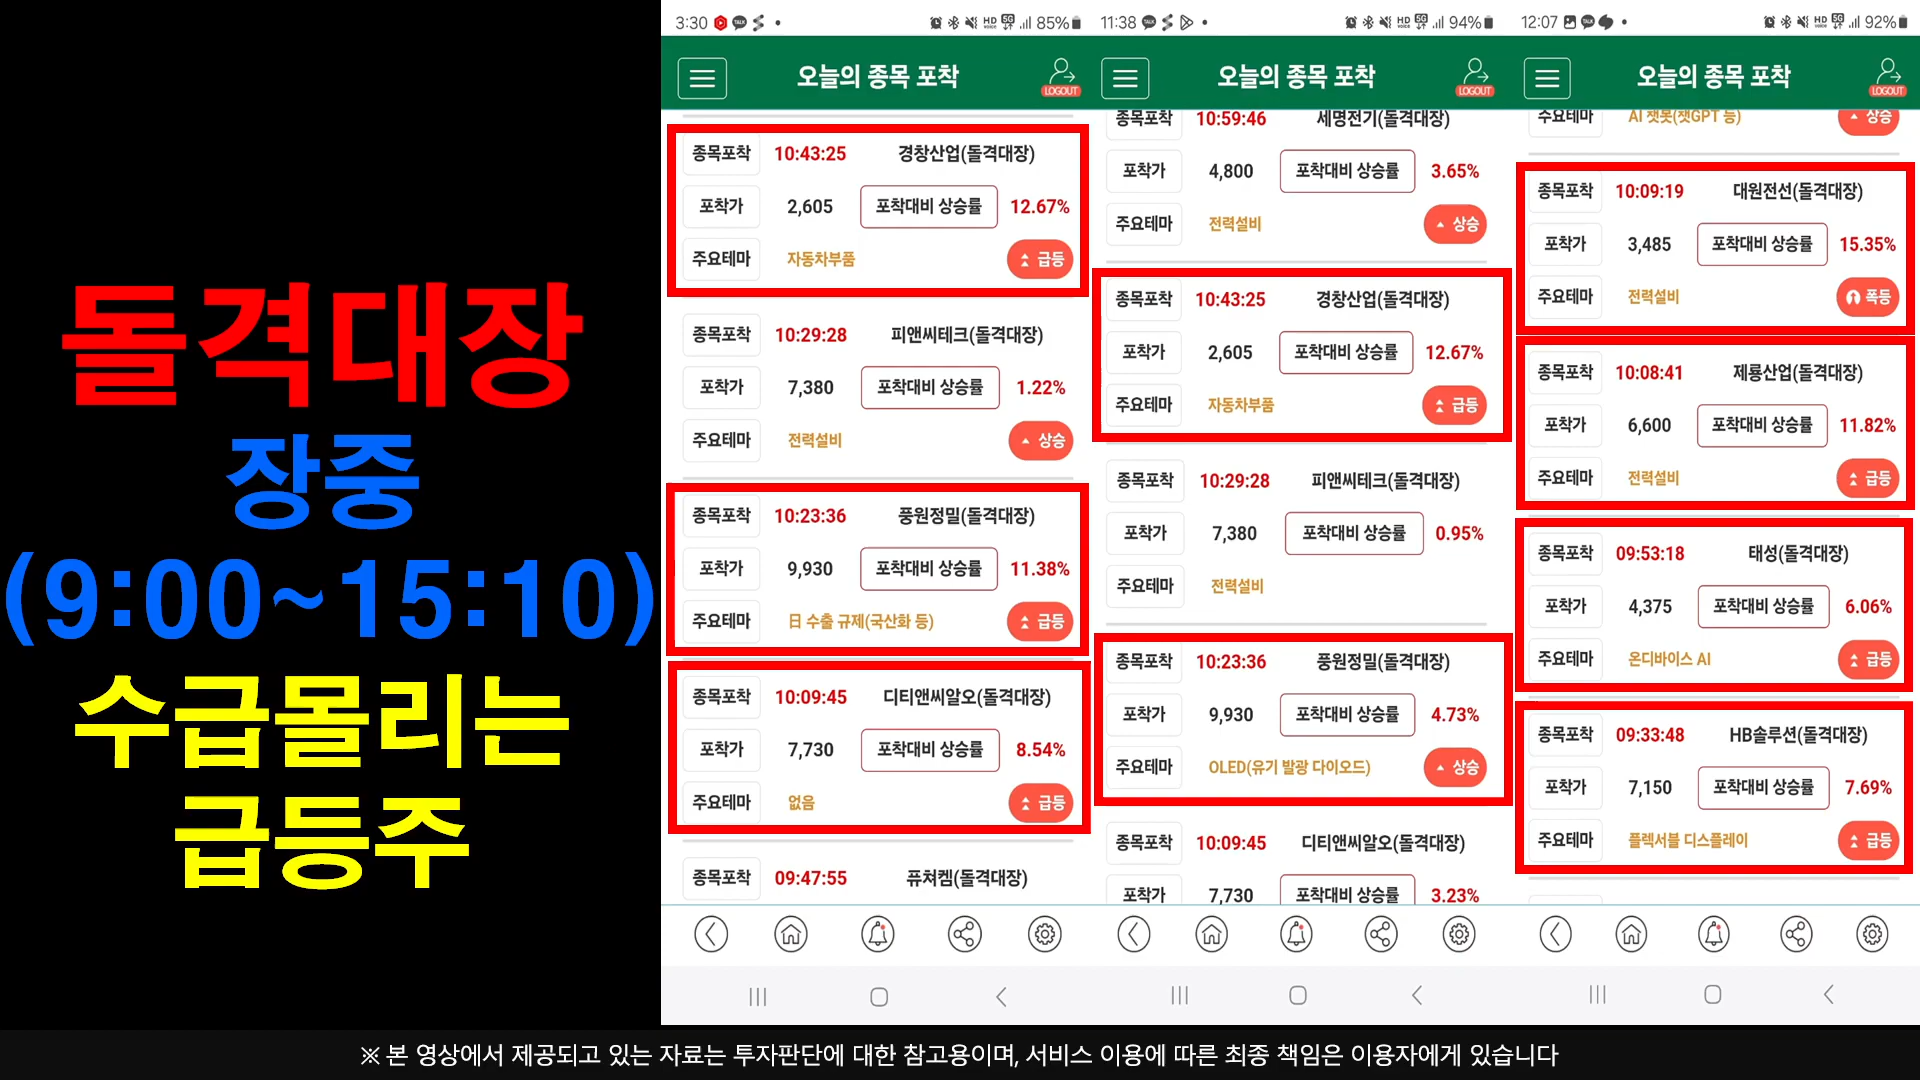 돌격대장
장중
(9:00~15:10)
수급몰리는
급등주
3:30 85%
오늘의 종목 포착
LOGOUT
종목포착 10:43:25 경창산업(돌격대장)
포착가 2,605 포착대비 상승률 12.67%
주요테마 자동차부품 급등
종목포착 10:29:28 피앤씨테크(돌격대장)
포착가 7,380 포착대비 상승률 1.22%
주요테마 전력설비 상승
종목포착 10:23:36 풍원정밀(돌격대장)
포착가 9,930 포착대비 상승률 11.38%
주요테마 日 수출 규제(국산화 등) 급등
종목포착 10:09:45 디티앤씨알오(돌격대장)
포착가 7,730 포착대비 상승률 8.54%
주요테마 없음 급등
종목포착 09:47:55 퓨쳐켐(돌격대장)
11:38 94%
오늘의 종목 포착
LOGOUT
종목포착 10:59:46 세명전기(돌격대장)
포착가 4,800 포착대비 상승률 3.65%
주요테마 전력설비 상승
종목포착 10:43:25 경창산업(돌격대장)
포착가 2,605 포착대비 상승률 12.67%
주요테마 자동차부품 급등
종목포착 10:29:28 피앤씨테크(돌격대장)
포착가 7,380 포착대비 상승률 0.95%
주요테마 전력설비
종목포착 10:23:36 풍원정밀(돌격대장)
포착가 9,930 포착대비 상승률 4.73%
주요테마 OLED(유기 발광 다이오드) 상승
종목포착 10:09:45 디티앤씨알오(돌격대장)
포착가 7,730 포착대비 상승률 3.23%
12:07 92%
오늘의 종목 포착
LOGOUT
주요테마 AI 챗봇(챗GPT 등) 상승
종목포착 10:09:19 대원전선(돌격대장)
포착가 3,485 포착대비 상승률 15.35%
주요테마 전력설비 폭등
종목포착 10:08:41 제룡산업(돌격대장)
포착가 6,600 포착대비 상승률 11.82%
주요테마 전력설비 급등
종목포착 09:53:18 태성(돌격대장)
포착가 4,375 포착대비 상승률 6.06%
주요테마 온디바이스 AI 급등
종목포착 09:33:48 HB솔루션(돌격대장)
포착가 7,150 포착대비 상승률 7.69%
주요테마 플렉서블 디스플레이 급등
※ 본 영상에서 제공되고 있는 자료는 투자판단에 대한 참고용이며, 서비스 이용에 따른 최종 책임은 이용자에게 있습니다